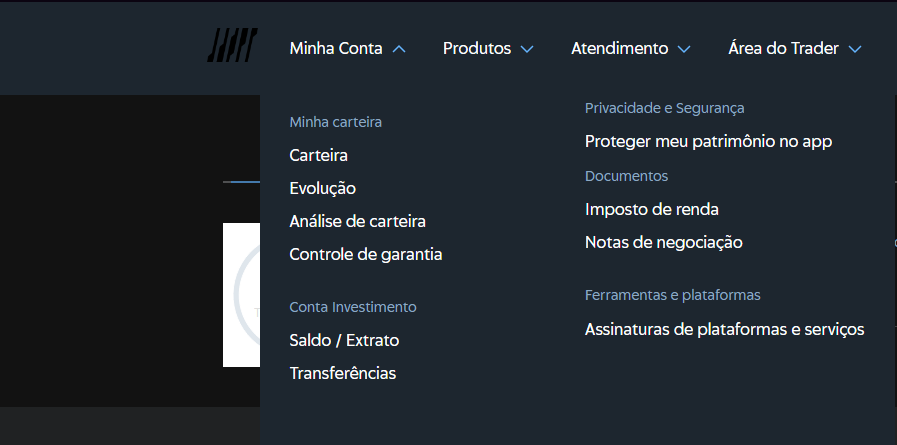 Minha Conta
Produtos
Atendimento
Área do Trader
Minha carteira
Carteira
Evolução
Análise de carteira
Controle de garantia
Conta Investimento
Saldo / Extrato
Transferências
Privacidade e Segurança
Proteger meu patrimônio no app
Documentos
Imposto de renda
Notas de negociação
Ferramentas e plataformas
Assinaturas de plataformas e serviços